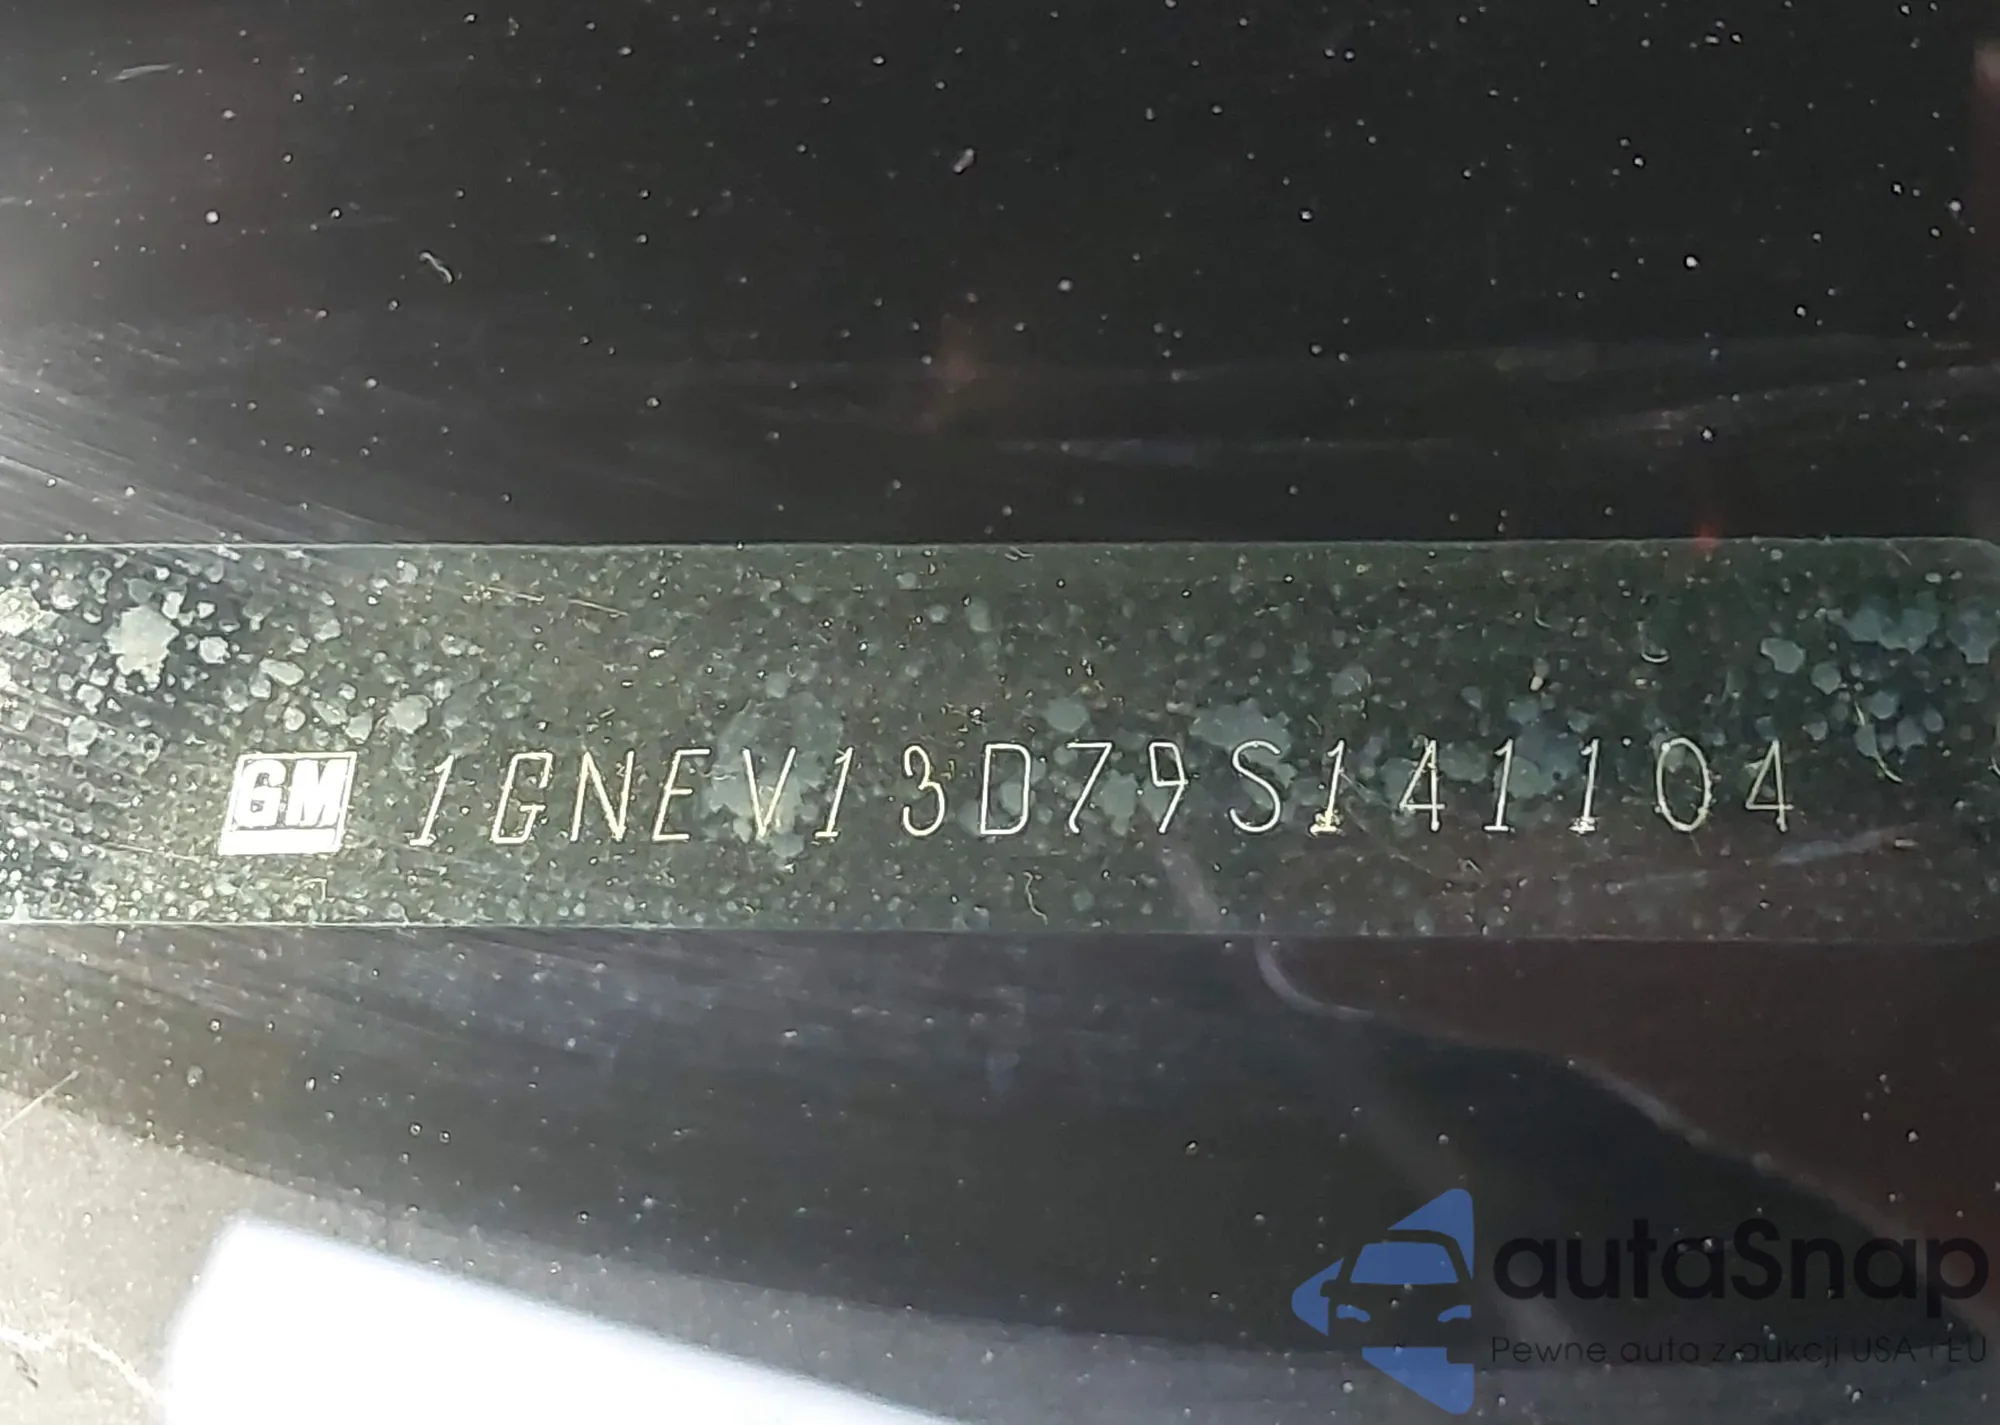 GM 1GNEV13D79S141104
autaSnap
Pewne auta z aukcji USA i EU